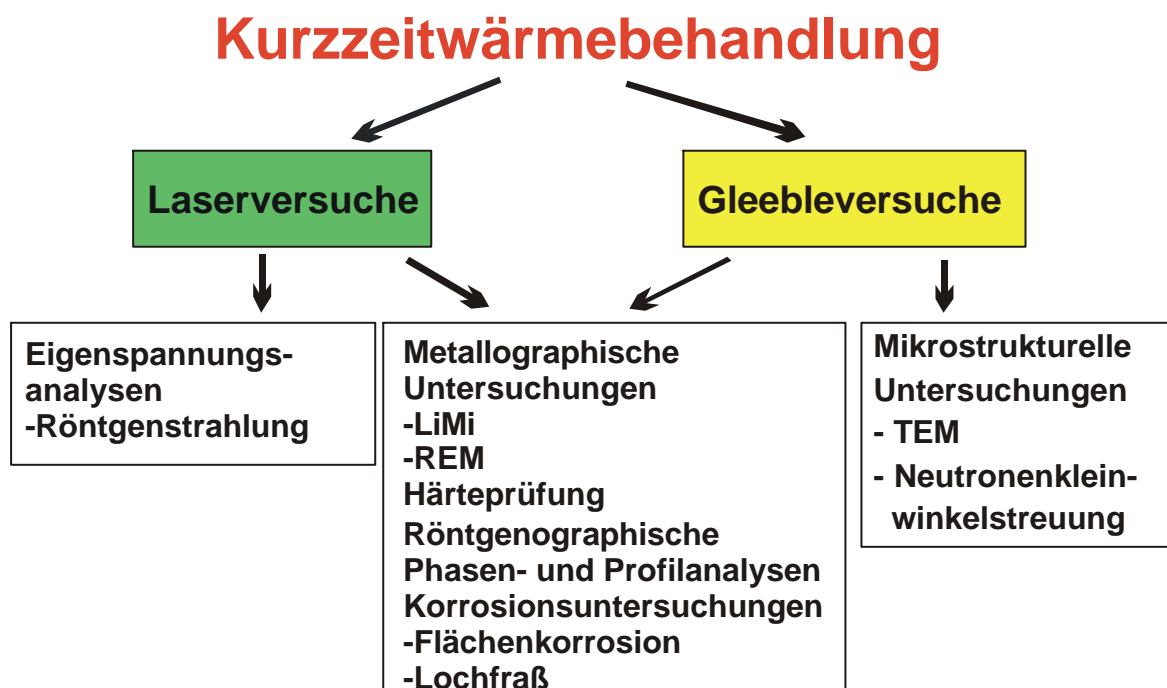 Kurzzeitwärmebehandlung
Laserversuche
Gleebleversuche
Eigenspannungs-
analysen
-Röntgenstrahlung
Metallographische
Untersuchungen
-LiMi
-REM
Härteprüfung
Röntgenographische
Phasen- und Profilanalysen
Korrosionsuntersuchungen
-Flächenkorrosion
-Lochfraß
Mikrostrukturelle
Untersuchungen
- TEM
- Neutronenklein-
winkelstreuung